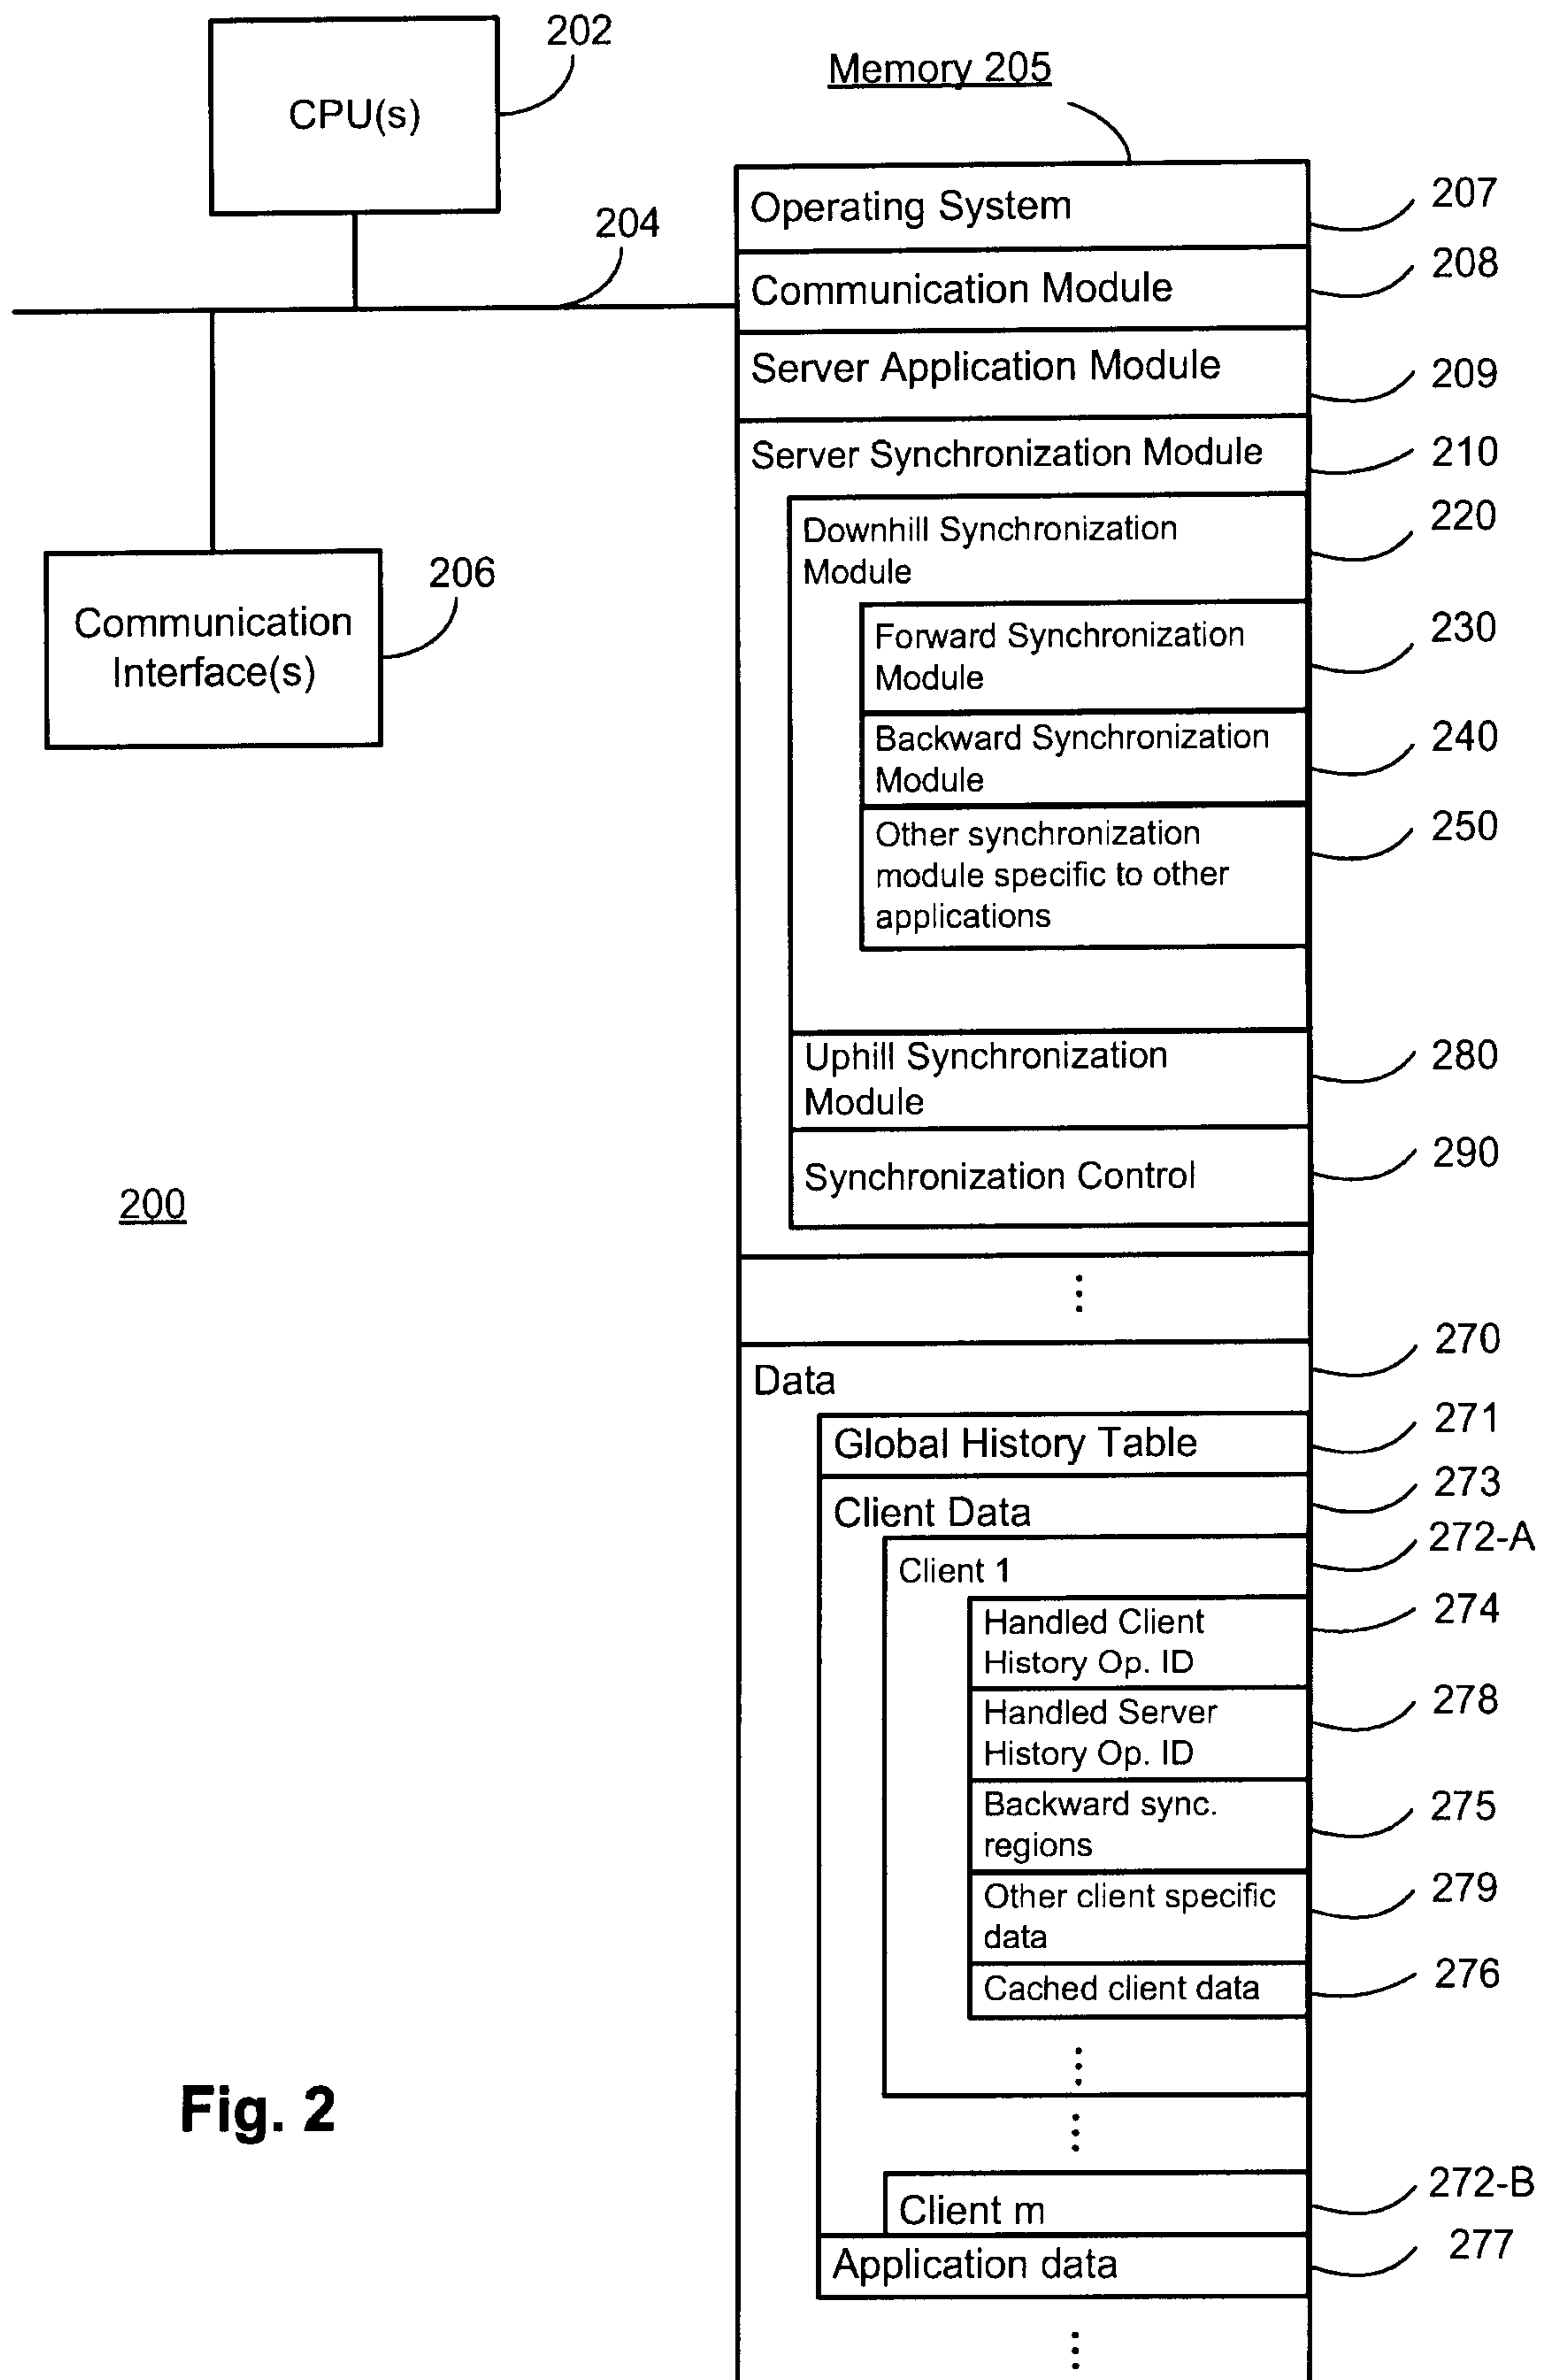 202
CPU(s)
Memory 205
204
Operating System
207
Communication Module
208
Server Application Module
209
Server Synchronization Module
210
Downhill Synchronization
Module
220
206
Communication
Interface(s)
Forward Synchronization
Module
230
Backward Synchronization
Module
240
Other synchronization
module specific to other
applications
250
Uphill Synchronization
Module
280
Synchronization Control
290
200
Data
270
Global History Table
271
Client Data
273
Client 1
272-A
Handled Client
History Op. ID
274
Handled Server
History Op. ID
278
Backward sync.
regions
275
Other client specific
data
279
Cached client data
276
Fig. 2
Client m
272-B
Application data
277